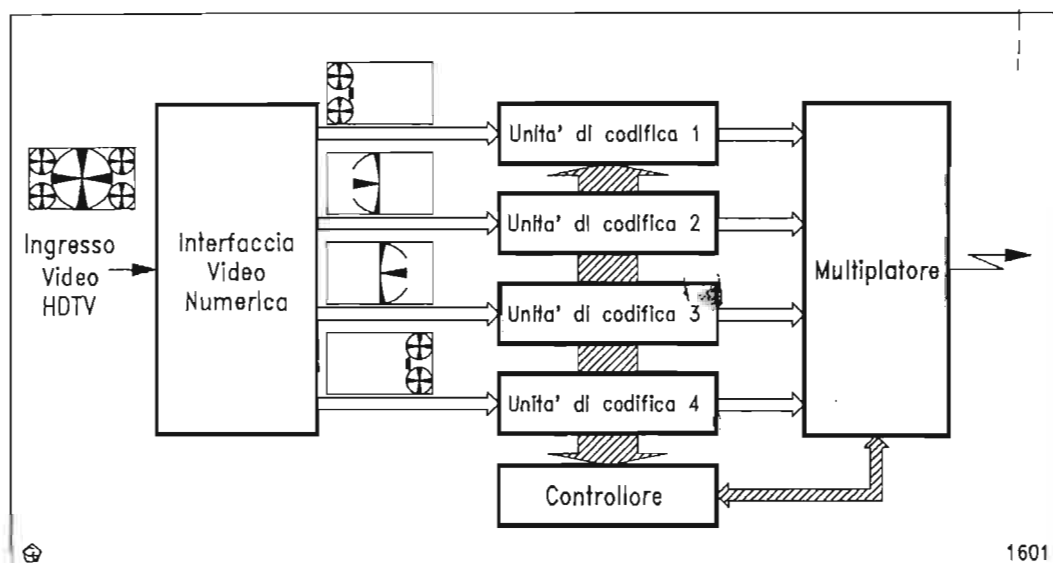 Ingresso
Video
HDTV
Interfaccia
Video
Numerica
Unita' di codifica 1
Unita' di codifica 2
Unita' di codifica 3
Unita' di codifica 4
Controllore
Multiplatore
1601